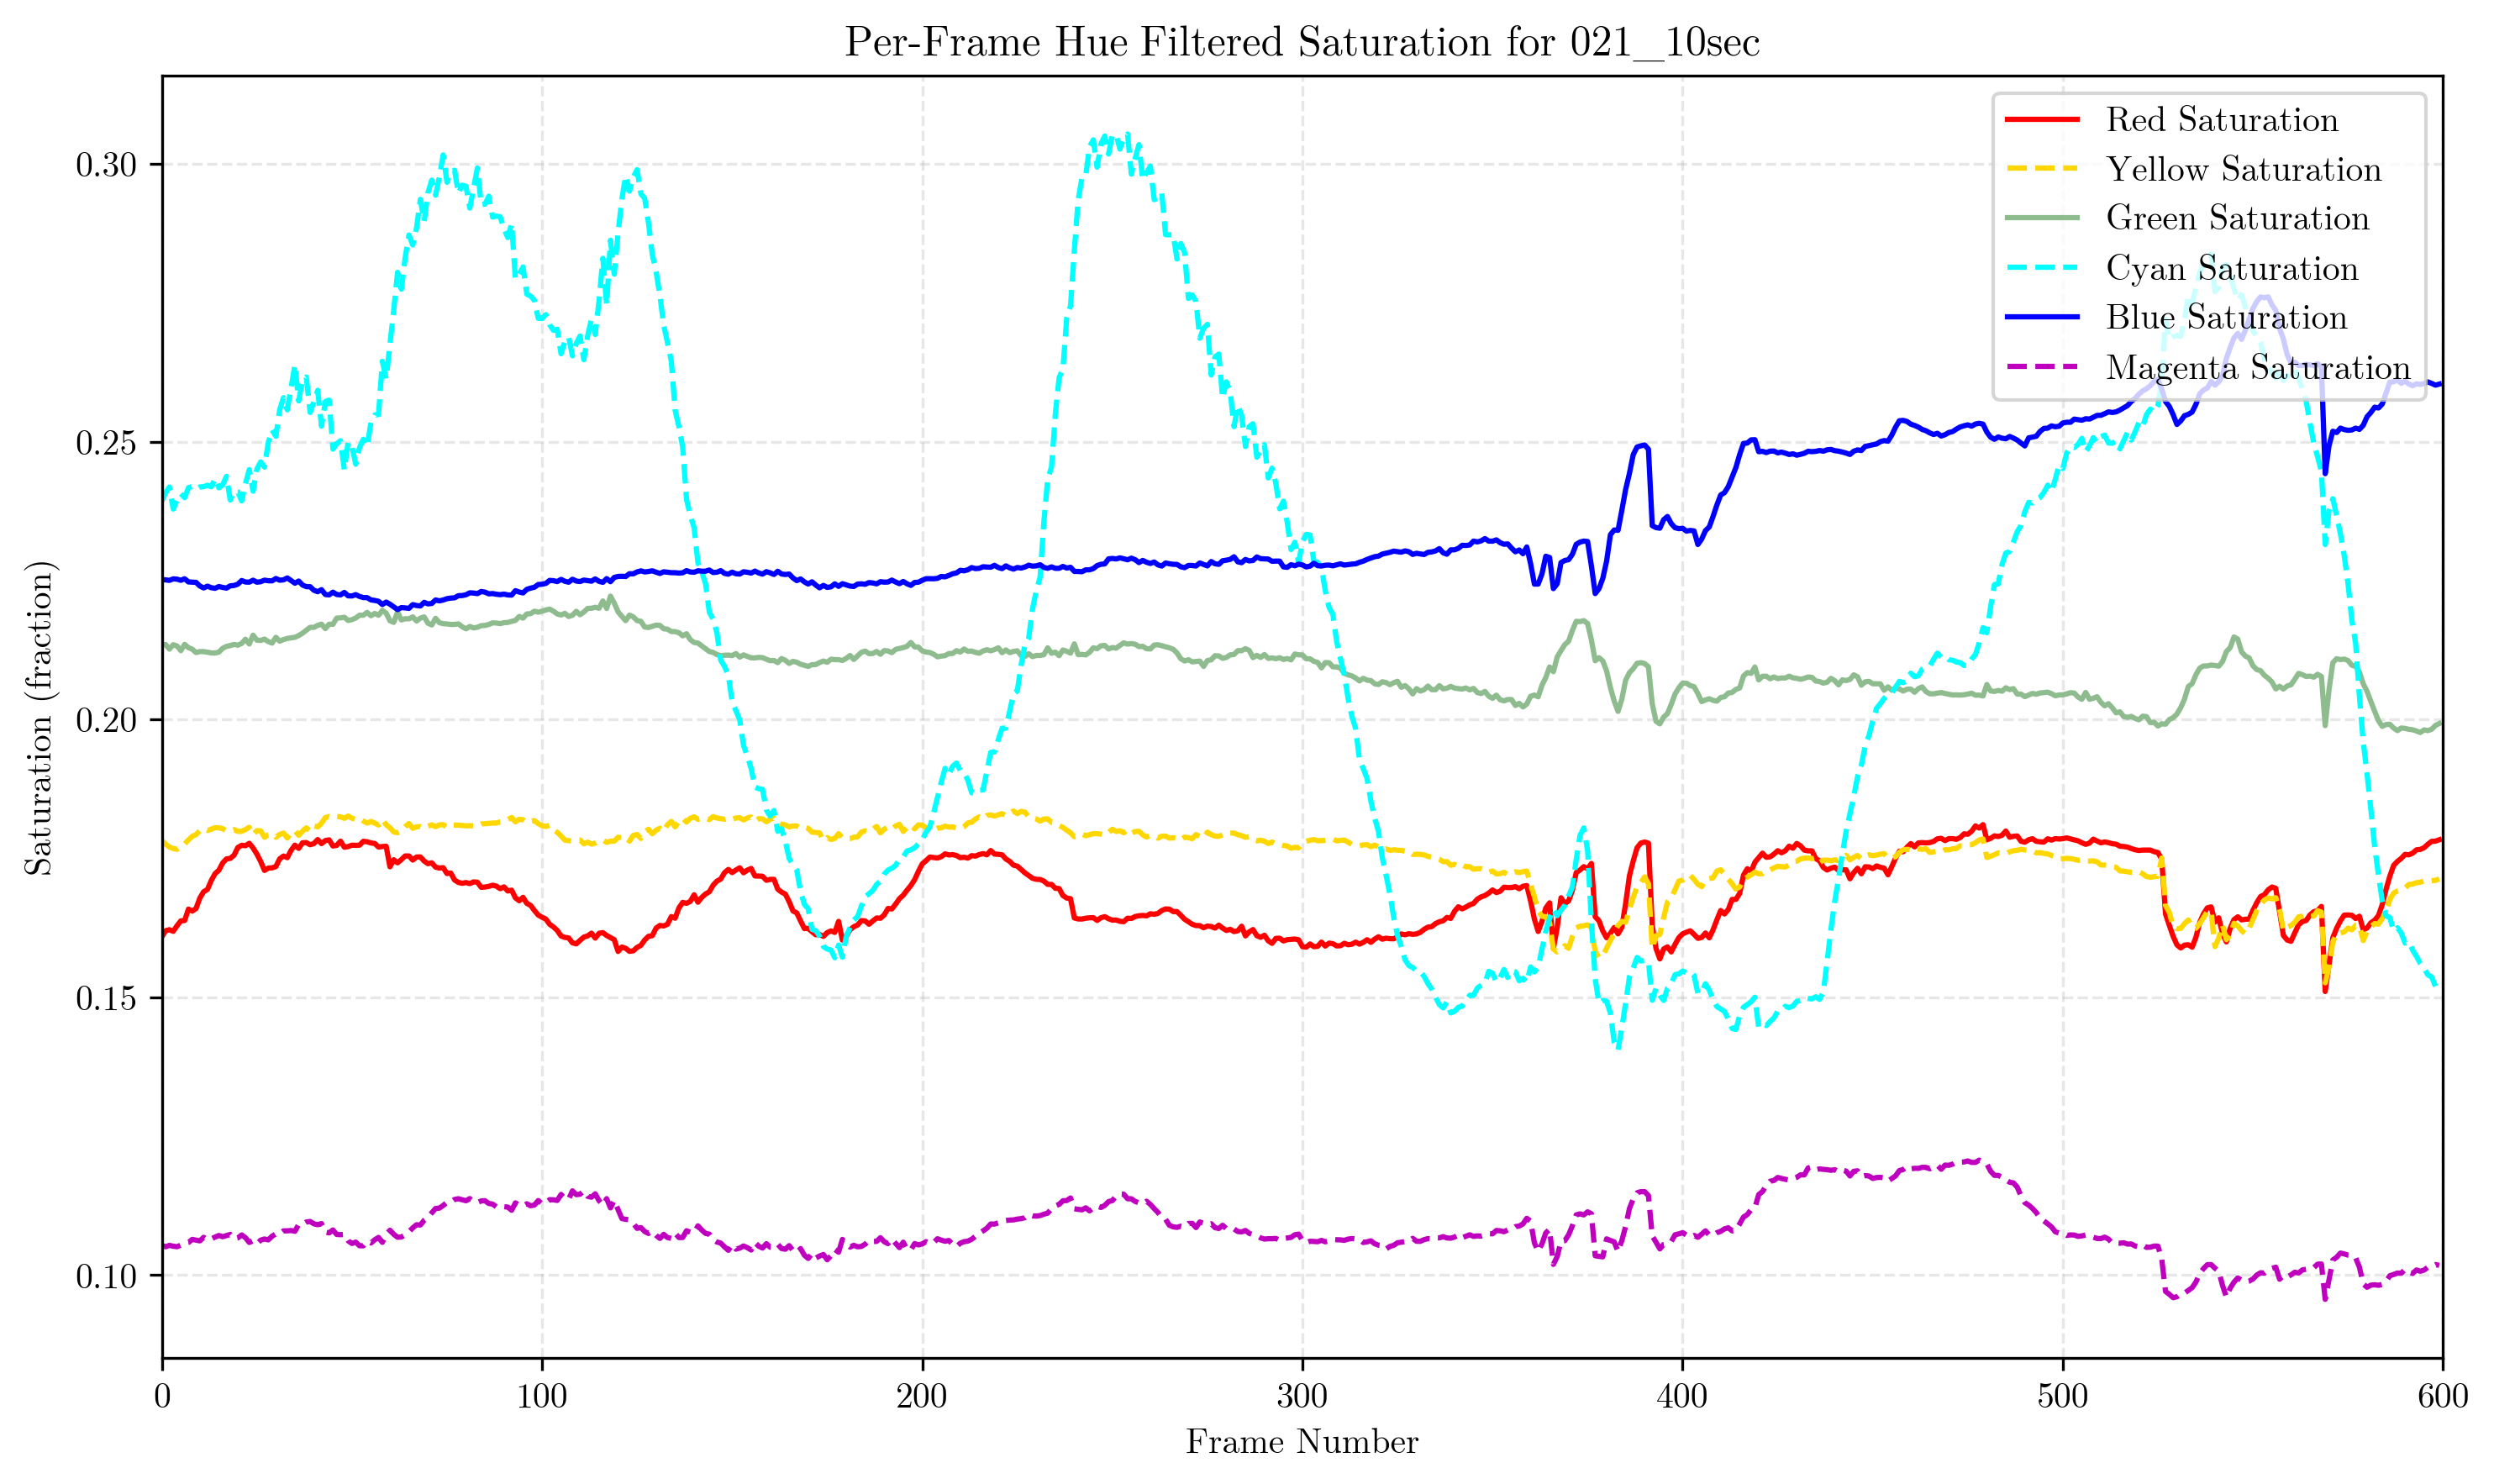 Per-Frame Hue Filtered Saturation for 021_10sec
Saturation (fraction)
0.30
0.25
0.20
0.15
0.10
Red Saturation
Yellow Saturation
Green Saturation
Cyan Saturation
Blue Saturation
Magenta Saturation
0 100 200 300 400 500 600
Frame Number